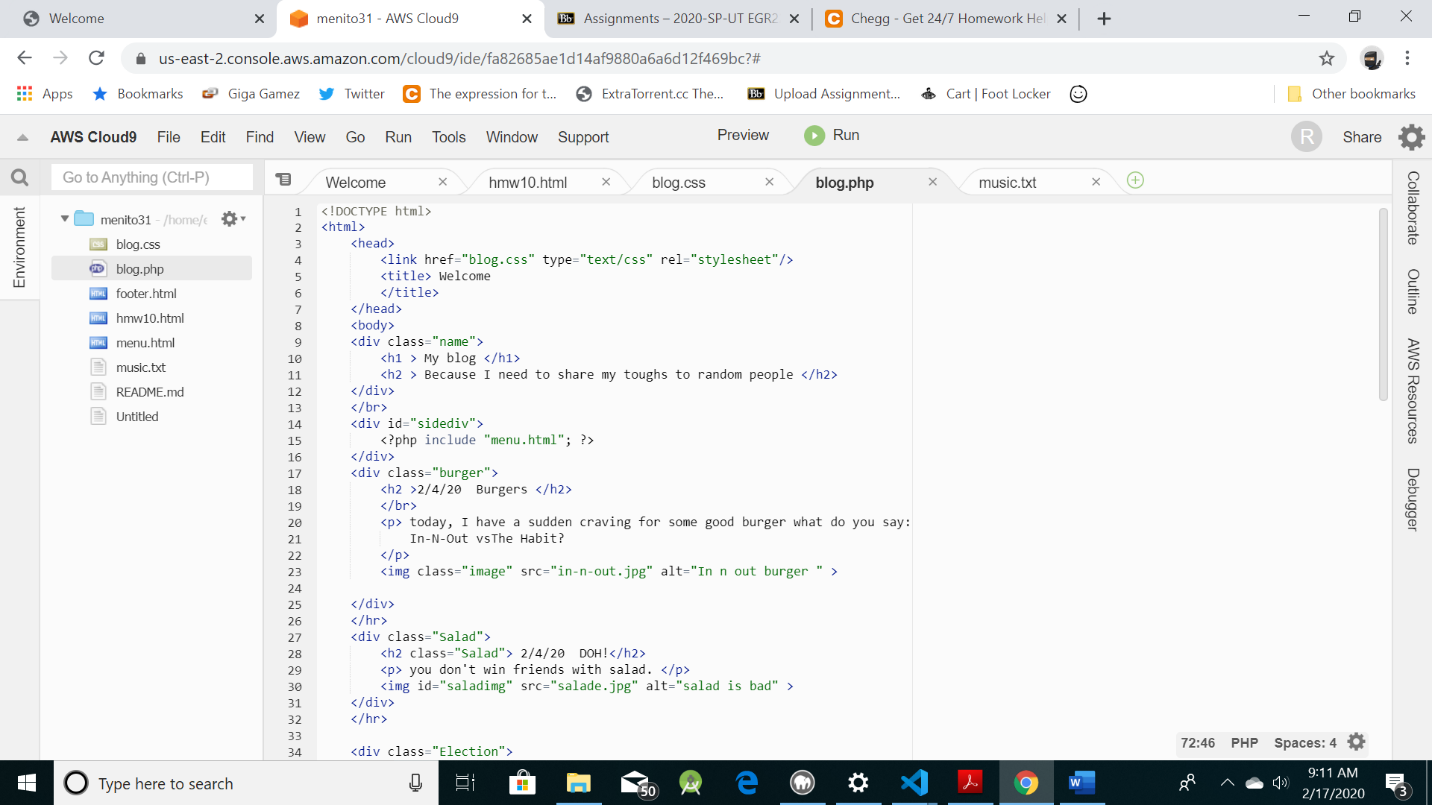 Welcome
menito31 - AWS Cloud9
Assignments – 2020-SP-UT EGR2
Chegg - Get 24/7 Homework Hel
us-east-2.console.aws.amazon.com/cloud9/ide/fa82685ae1d14af9880a6a6d12f469bc?#
Apps Bookmarks Giga Gamez Twitter The expression for t... ExtraTorrent.cc The... Upload Assignment... Cart | Foot Locker Other bookmarks
AWS Cloud9 File Edit Find View Go Run Tools Window Support Preview Run R Share
Go to Anything (Ctrl-P)
Welcome hmw10.html blog.css blog.php music.txt
Environment
menito31 - /home/e
blog.css
blog.php
footer.html
hmw10.html
menu.html
music.txt
README.md
Untitled
1 <!DOCTYPE html>
2 <html>
3 <head>
4 <link href="blog.css" type="text/css" rel="stylesheet"/>
5 <title> Welcome
6 </title>
7 </head>
8 <body>
9 <div class="name">
10 <h1 > My blog </h1>
11 <h2 > Because I need to share my toughs to random people </h2>
12 </div>
13 </br>
14 <div id="sidediv">
15 <?php include "menu.html"; ?>
16 </div>
17 <div class="burger">
18 <h2 >2/4/20  Burgers </h2>
19 </br>
20 <p> today, I have a sudden craving for some good burger what do you say:
21 In-N-Out vsThe Habit?
22 </p>
23 <img class="image" src="in-n-out.jpg" alt="In n out burger " >
24
25 </div>
26 </hr>
27 <div class="Salad">
28 <h2 class="Salad"> 2/4/20  DOH!</h2>
29 <p> you don't win friends with salad. </p>
30 <img id="saladimg" src="salade.jpg" alt="salad is bad" >
31 </div>
32 </hr>
33
34 <div class="Election">
Collaborate
Outline
AWS Resources
Debugger
72:46 PHP Spaces: 4
Type here to search
50
9:11 AM
2/17/2020
3